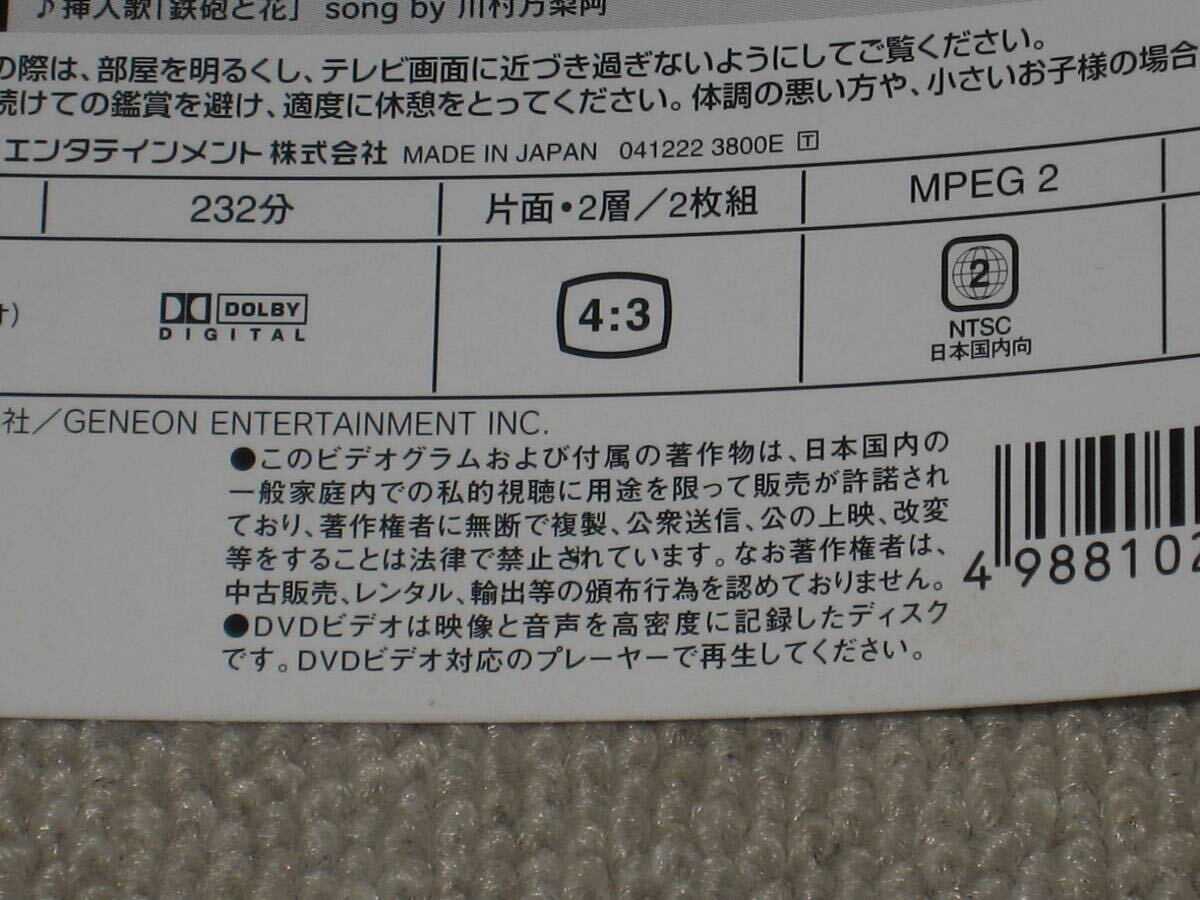 ♪挿入歌「鉄砲と花」 song by 川村万梨阿
の際は、部屋を明るくし、テレビ画面に近づき過ぎないようにしてご覧ください。
続けての鑑賞を避け、適度に休憩をとってください。体調の悪い方や、小さいお子様の場合
エンタテインメント株式会社 MADE IN JAPAN 041222 3800E T
232分 片面・2層/2枚組 MPEG 2
DOLBY
DIGITAL
4:3
2
NTSC
日本国内向
社/GENEON ENTERTAINMENT INC.
●このビデオグラムおよび付属の著作物は、日本国内の
一般家庭内での私的視聴に用途を限って販売が許諾され
ており、著作権者に無断で複製、公衆送信、公の上映、改変
等をすることは法律で禁止されています。なお著作権者は、
中古販売、レンタル、輸出等の頒布行為を認めておりません。
●DVDビデオは映像と音声を高密度に記録したディスク
です。DVDビデオ対応のプレーヤーで再生してください。
4 988102